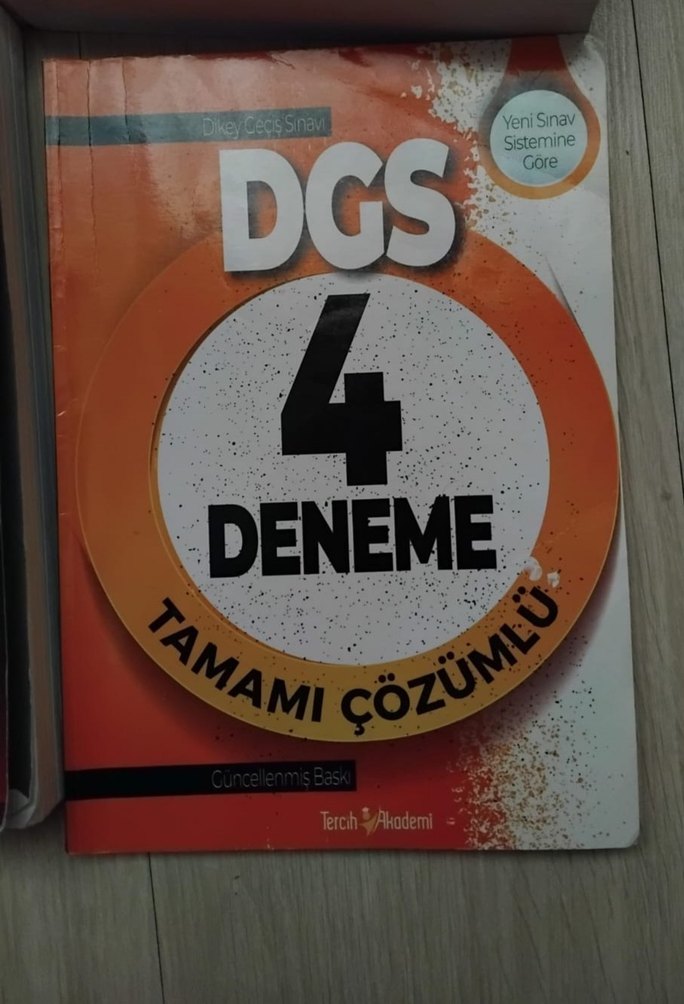 Dikey Geçiş Sınavı
Yeni Sınav
Sistemine
Göre
DGS
4
DENEME
TAMAMI ÇÖZÜMLÜ
Güncellenmiş Baskı
Tercih Akademi